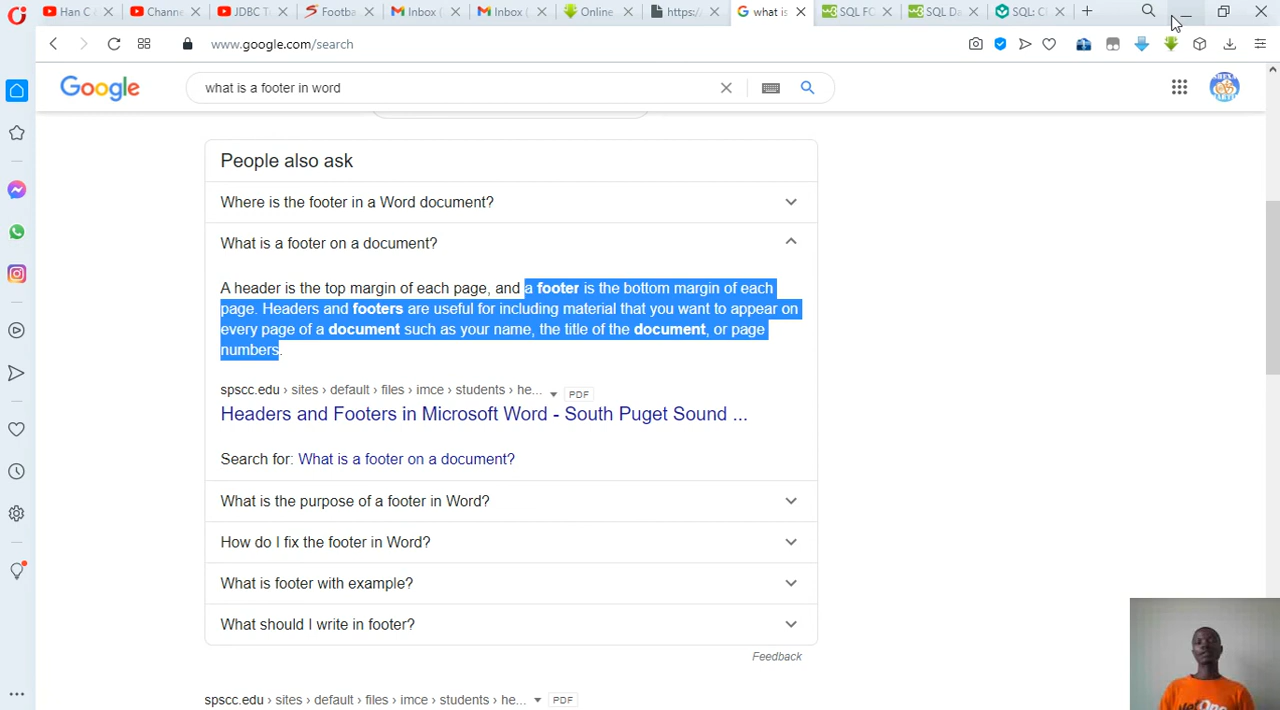 Han C
Channe
JDBC T
Footba
Inbox (
Inbox (
Online
https:/
what is
SQL FC
SQL Da
SQL: C
www.google.com/search
Google
what is a footer in word
People also ask
Where is the footer in a Word document?
What is a footer on a document?
A header is the top margin of each page, and a footer is the bottom margin of each
page. Headers and footers are useful for including material that you want to appear on
every page of a document such as your name, the title of the document, or page
numbers.
spscc.edu › sites › default › files › imce › students › he... PDF
Headers and Footers in Microsoft Word - South Puget Sound ...
Search for: What is a footer on a document?
What is the purpose of a footer in Word?
How do I fix the footer in Word?
What is footer with example?
What should I write in footer?
Feedback
spscc.edu › sites › default › files › imce › students › he... PDF